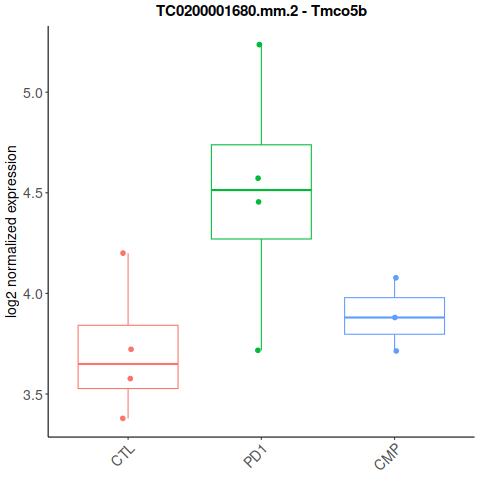 TC0200001680.mm.2 - Tmco5b
log2 normalized expression
5.0
4.5
4.0
3.5
CTL
PD1
CMP